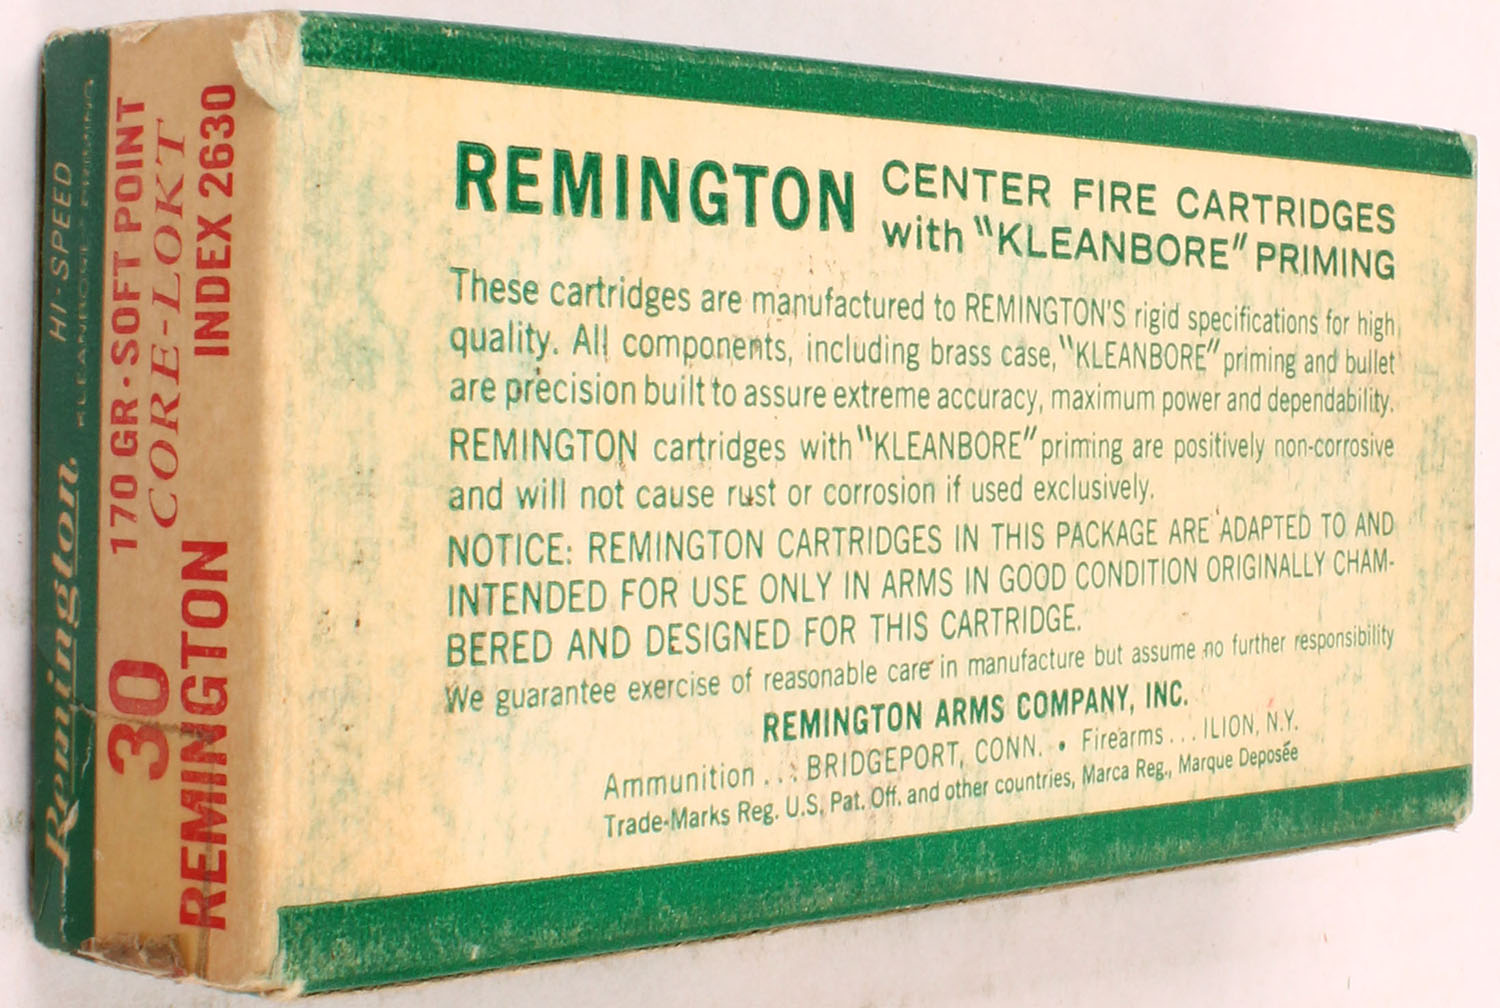 Remington.
HI-SPEED
KLEANBORE PRIMING
30
170 GR. SOFT POINT
CORE-LOKT
REMINGTON
INDEX 2630
REMINGTON
CENTER FIRE CARTRIDGES
with "KLEANBORE" PRIMING
These cartridges are manufactured to REMINGTON'S rigid specifications for high
quality. All components, including brass case, "KLEANBORE" priming and bullet
are precision built to assure extreme accuracy, maximum power and dependability.
REMINGTON cartridges with "KLEANBORE" priming are positively non-corrosive
and will not cause rust or corrosion if used exclusively.
NOTICE: REMINGTON CARTRIDGES IN THIS PACKAGE ARE ADAPTED TO AND
INTENDED FOR USE ONLY IN ARMS IN GOOD CONDITION ORIGINALLY CHAM-
BERED AND DESIGNED FOR THIS CARTRIDGE.
We guarantee exercise of reasonable care in manufacture but assume no further responsibility
REMINGTON ARMS COMPANY, INC.
Ammunition . . . BRIDGEPORT, CONN. • Firearms . . . ILION, N.Y.
Trade-Marks Reg. U.S. Pat. Off. and other countries, Marca Reg., Marque Deposée